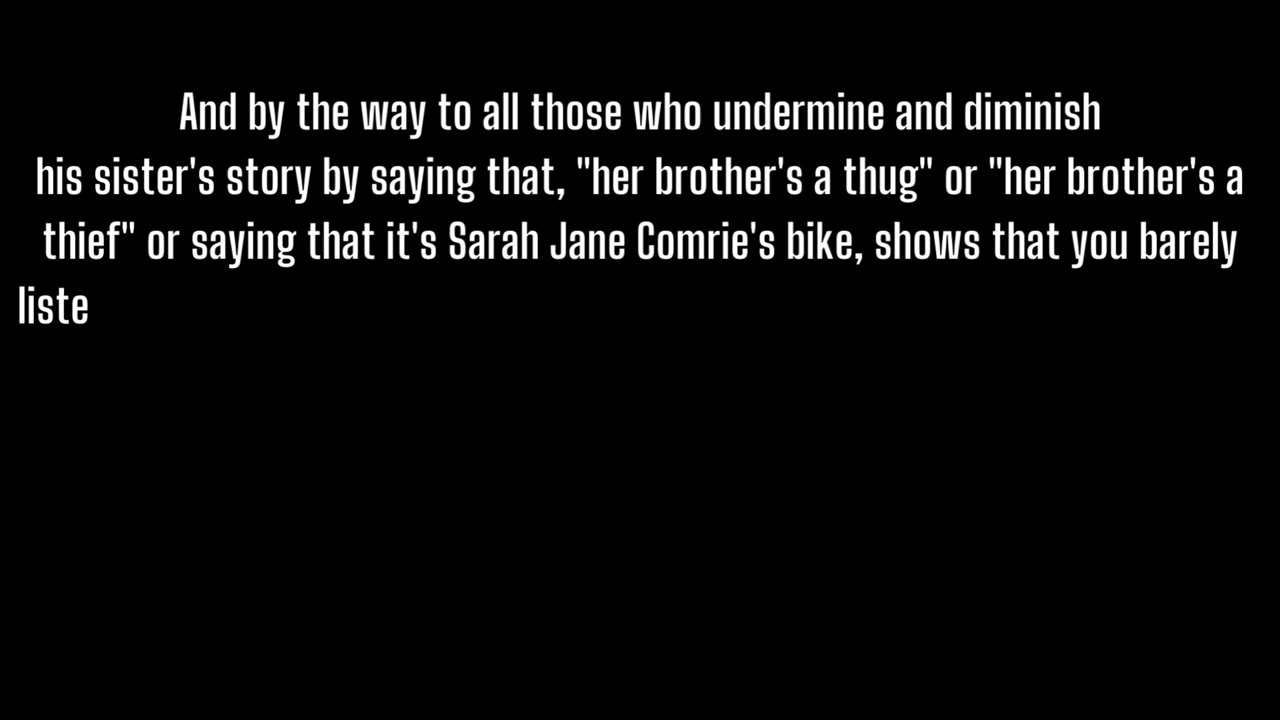 And by the way to all those who undermine and diminish
his sister's story by saying that, "her brother's a thug" or "her brother's a
thief" or saying that it's Sarah Jane Comrie's bike, shows that you barely
liste